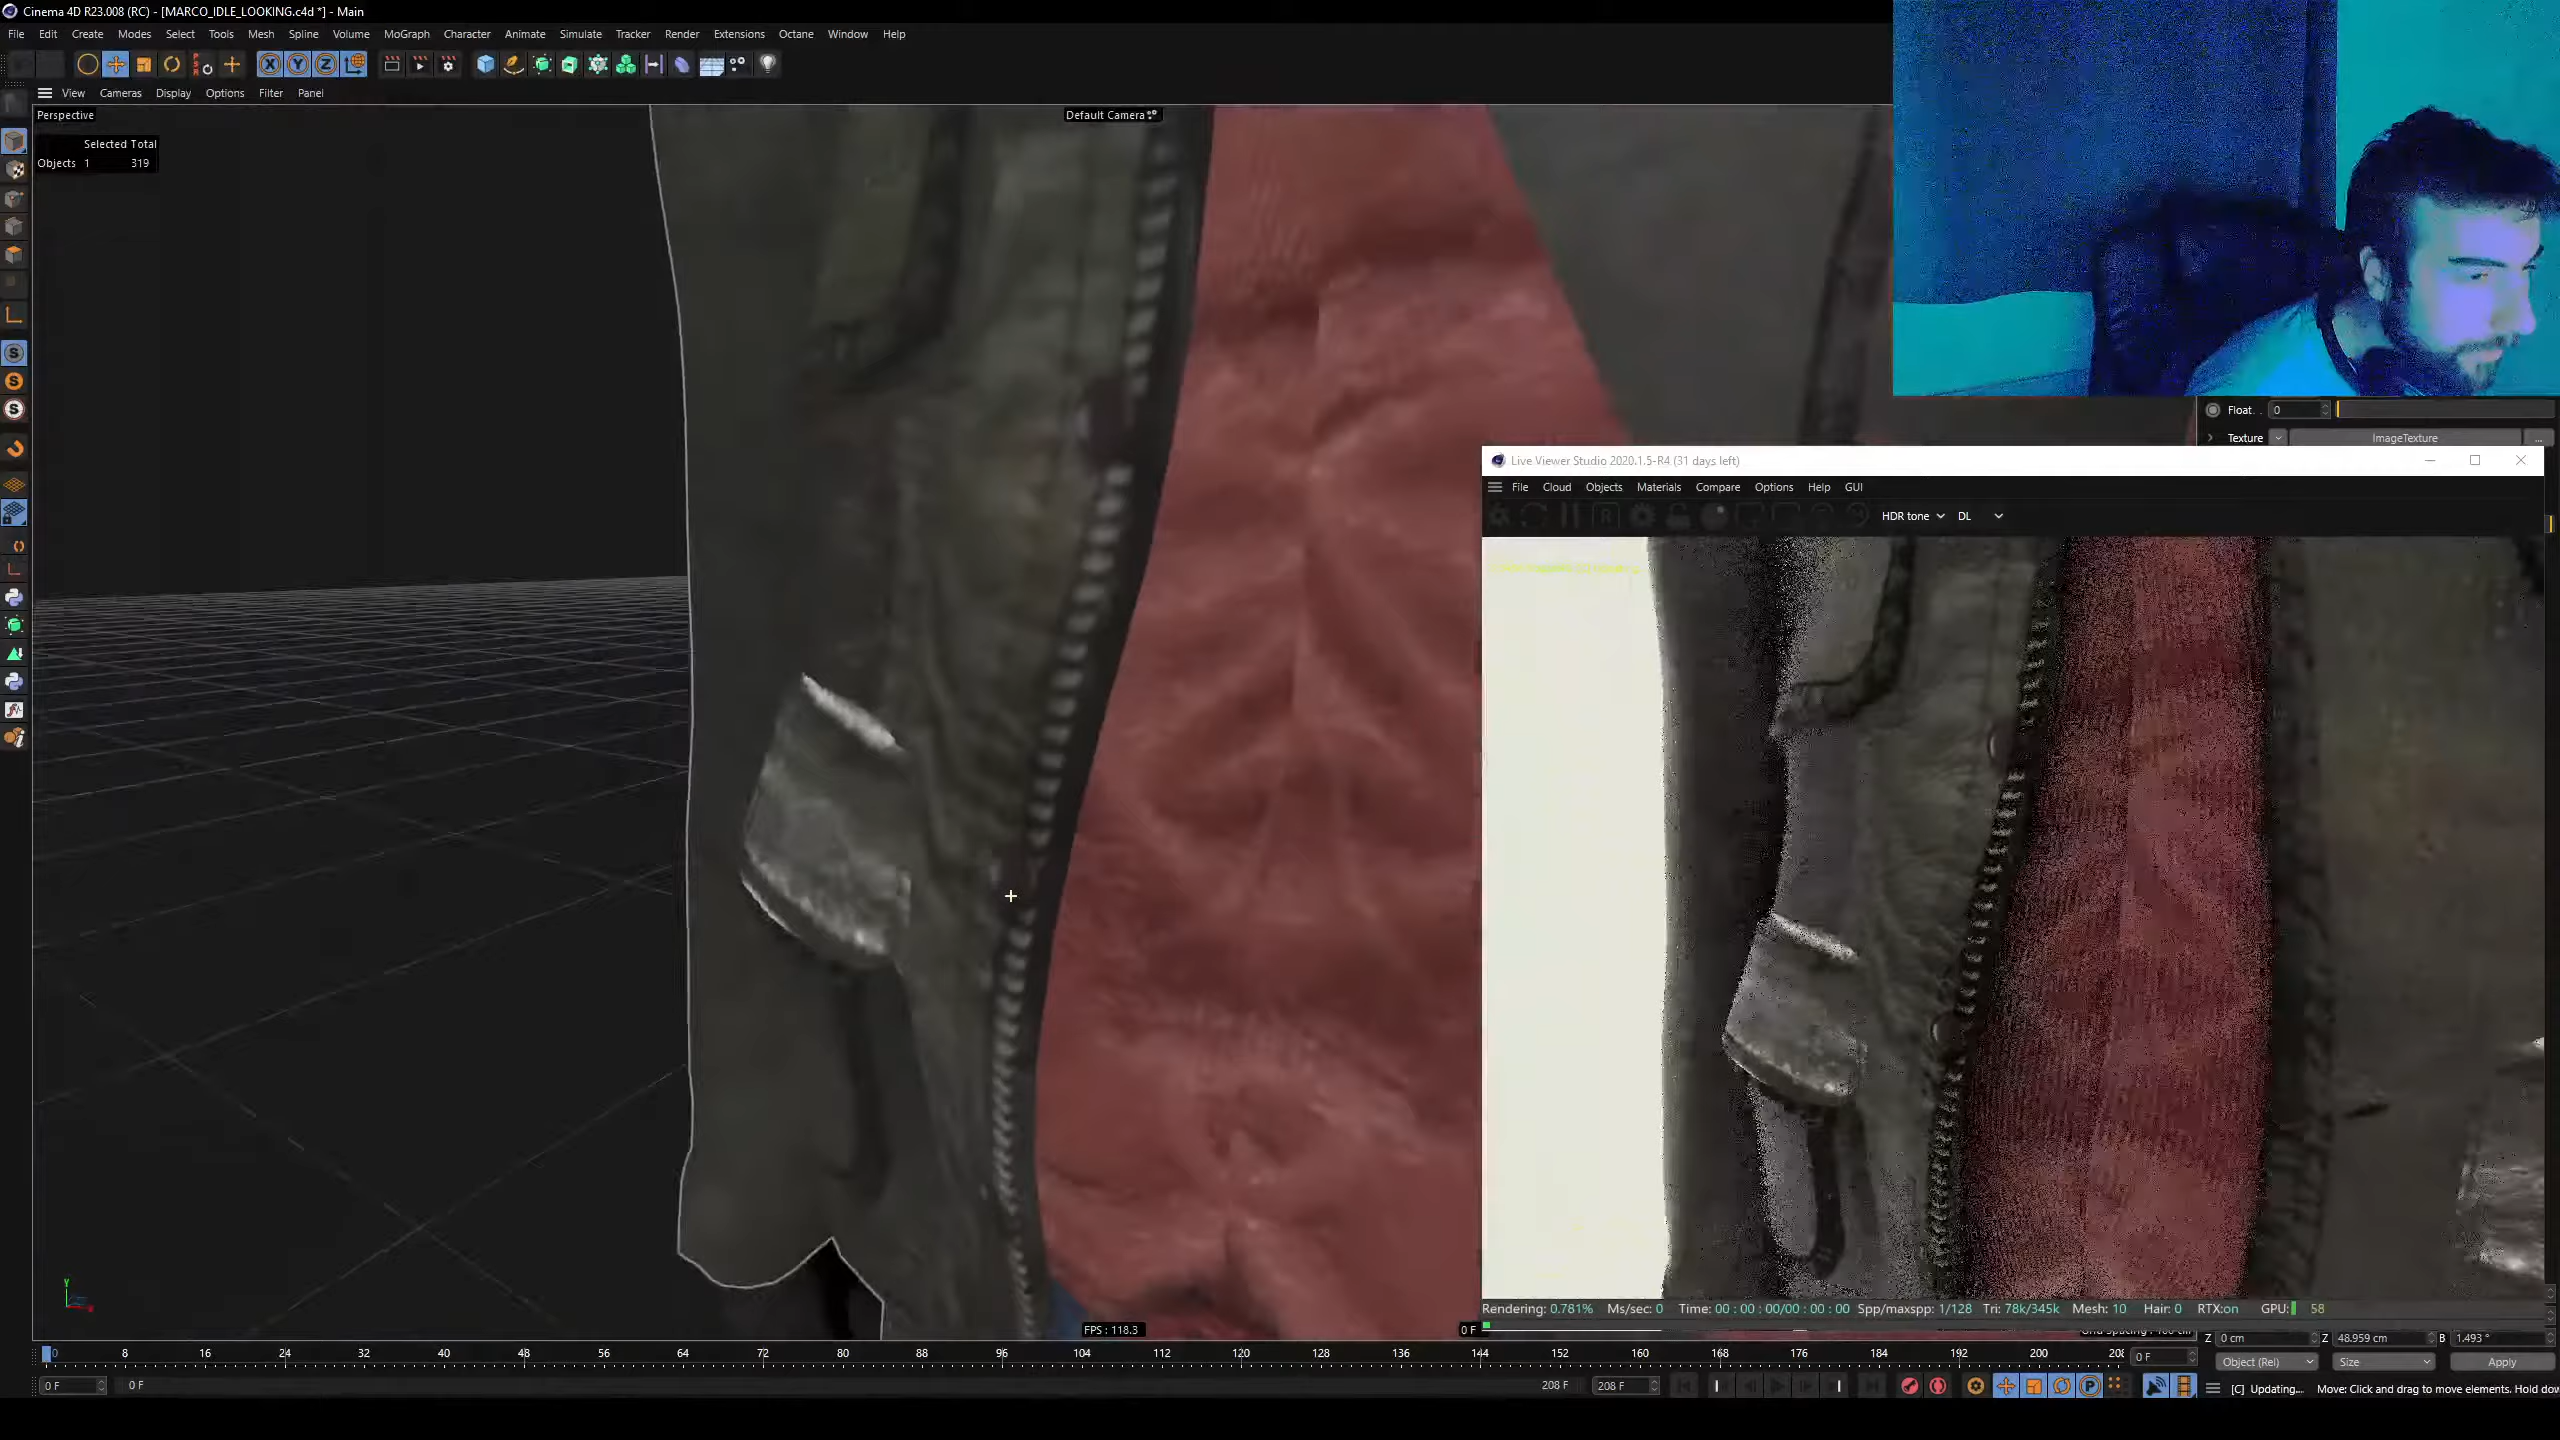 Cinema 4D R23.008 (RC) - [MARCO_IDLE_LOOKING.c4d *] - Main
File Edit Create Modes Select Tools Mesh Spline Volume MoGraph Character Animate Simulate Tracker Render Extensions Octane Window Help
View Cameras Display Options Filter Panel
Perspective
Default Camera
Selected Total
Objects 1 319
Float. . 0
Texture ImageTexture ...
Live Viewer Studio 2020.1.5-R4 (31 days left)
File Cloud Objects Materials Compare Options Help GUI
HDR tone DL
Rendering: 0.781% Ms/sec: 0 Time: 00 : 00 : 00/00 : 00 : 00 Spp/maxspp: 1/128 Tri: 78k/345k Mesh: 10 Hair: 0 RTX:on GPU: 58
FPS : 118.3
0 F
Z 0 cm Z 48.959 cm B 1.493 °
0 8 16 24 32 40 48 56 64 72 80 88 96 104 112 120 128 136 144 152 160 168 176 184 192 200 208 0 F
Object (Rel) Size Apply
0 F 0 F 208 F 208 F
[C] Updating... Move: Click and drag to move elements. Hold dow